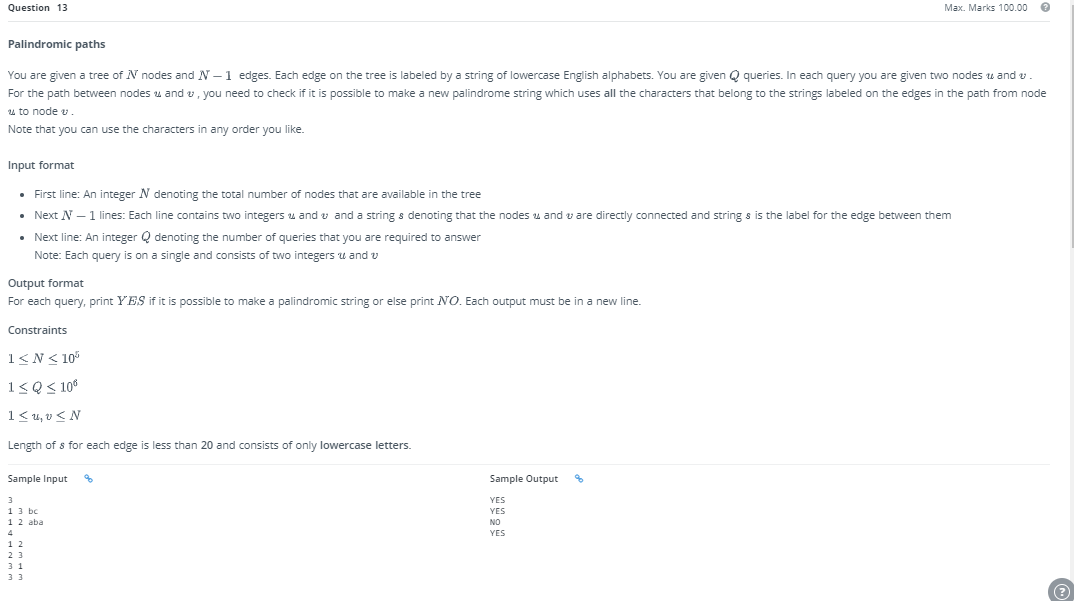 Question 13
Max. Marks 100.00
Palindromic paths
You are given a tree of N nodes and N − 1 edges. Each edge on the tree is labeled by a string of lowercase English alphabets. You are given Q queries. In each query you are given two nodes u and v .
For the path between nodes u and v , you need to check if it is possible to make a new palindrome string which uses all the characters that belong to the strings labeled on the edges in the path from node
u to node v .
Note that you can use the characters in any order you like.
Input format
• First line: An integer N denoting the total number of nodes that are available in the tree
• Next N − 1 lines: Each line contains two integers u and v and a string s denoting that the nodes u and v are directly connected and string s is the label for the edge between them
• Next line: An integer Q denoting the number of queries that you are required to answer
Note: Each query is on a single and consists of two integers u and v
Output format
For each query, print YES if it is possible to make a palindromic string or else print NO. Each output must be in a new line.
Constraints
1 ≤ N ≤ 10⁵
1 ≤ Q ≤ 10⁶
1 ≤ u, v ≤ N
Length of s for each edge is less than 20 and consists of only lowercase letters.
Sample Input
3
1 3 bc
1 2 aba
4
1 2
2 3
3 1
3 3
Sample Output
YES
YES
NO
YES